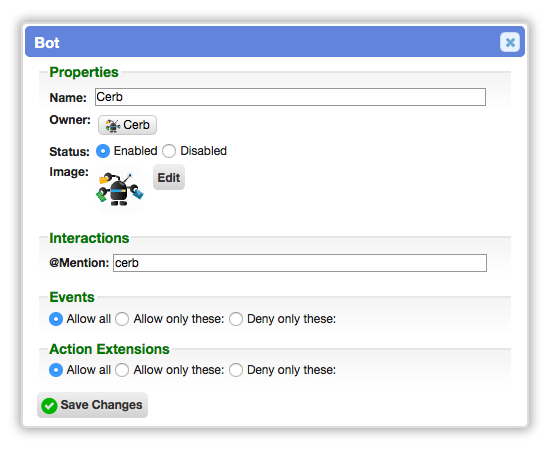 Bot
Properties
Name: Cerb
Owner: Cerb
Status: Enabled Disabled
Image: Edit
Interactions
@Mention: cerb
Events
Allow all Allow only these: Deny only these:
Action Extensions
Allow all Allow only these: Deny only these:
Save Changes